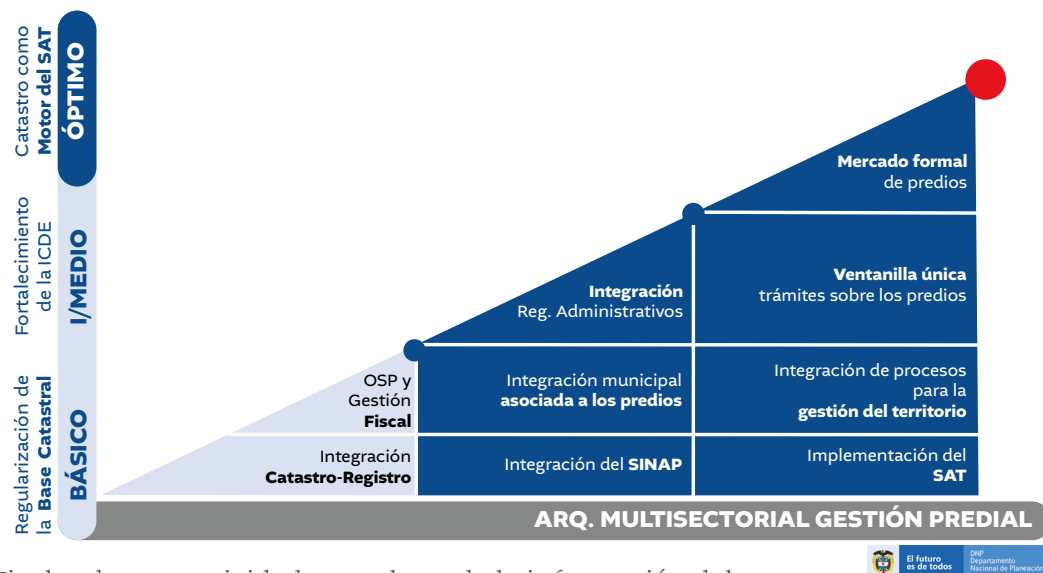 Catastro como
Motor del SAT
ÓPTIMO
Fortalecimiento
de la ICDE
I/MEDIO
Regularización de
la Base Catastral
BÁSICO
Mercado formal
de predios
Integración
Reg. Administrativos
Ventanilla única
trámites sobre los predios
OSP y
Gestión
Fiscal
Integración municipal
asociada a los predios
Integración de procesos
para la
gestión del territorio
Integración
Catastro-Registro
Integración del SINAP
Implementación del
SAT
ARQ. MULTISECTORIAL GESTIÓN PREDIAL
El futuro
es de todos
DNP
Departamento
Nacional de Planeación